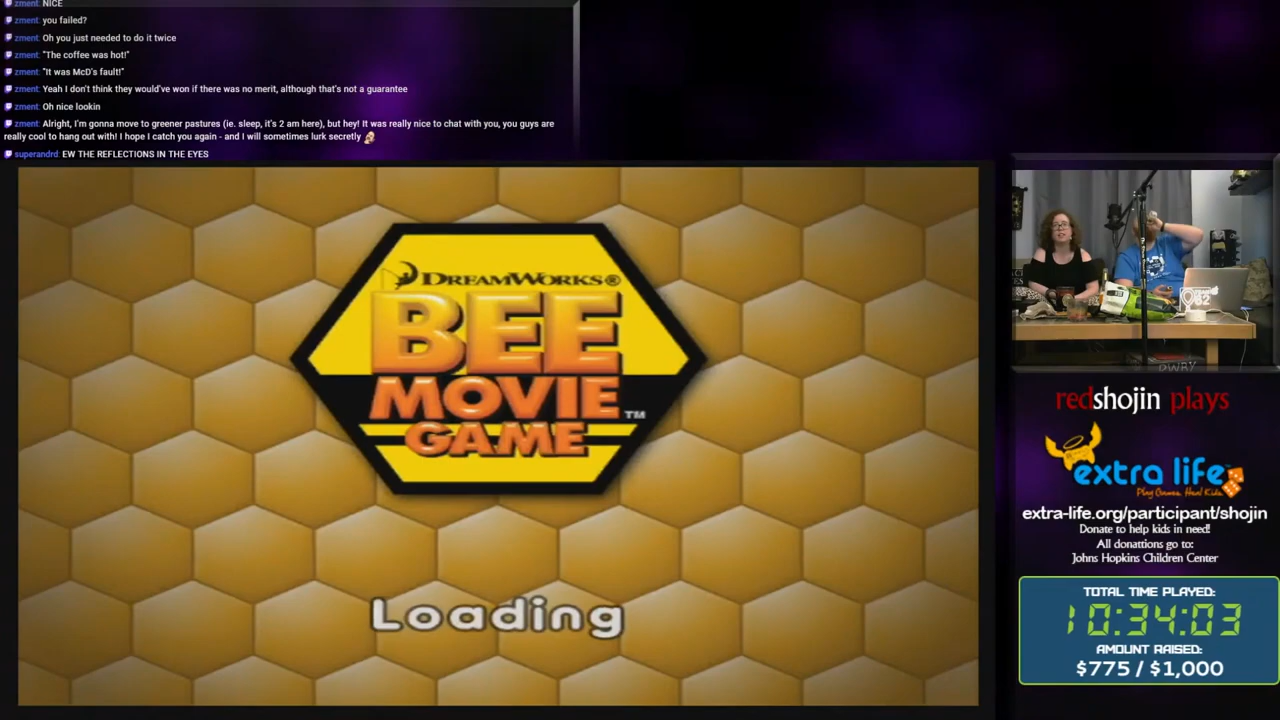 zment: NICE
zment: you failed?
zment: Oh you just needed to do it twice
zment: "The coffee was hot!"
zment: "It was McD's fault!"
zment: Yeah I don't think they would've won if there was no merit, although that's not a guarantee
zment: Oh nice lookin
zment: Alright, I'm gonna move to greener pastures (ie. sleep, it's 2 am here), but hey! It was really nice to chat with you, you guys are
really cool to hang out with! I hope I catch you again - and I will sometimes lurk secretly
superandrd: EW THE REFLECTIONS IN THE EYES
DREAMWORKS®
BEE
MOVIE
GAME
TM
Loading
RWBY
redshojin plays
extra life
Play Games. Heal Kids.
extra-life.org/participant/shojin
Donate to help kids in need!
All donattions go to:
Johns Hopkins Children Center
TOTAL TIME PLAYED:
10:34:03
AMOUNT RAISED:
$775 / $1,000